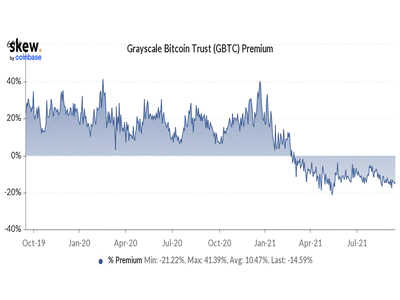 skew.
by coinbase
Grayscale Bitcoin Trust (GBTC) Premium
40%
20%
0%
-20%
-40%
Oct-19 Jan-20 Apr-20 Jul-20 Oct-20 Jan-21 Apr-21 Jul-21
% Premium Min: -21.22%, Max: 41.39%, Avg: 10.47%, Last: -14.59%